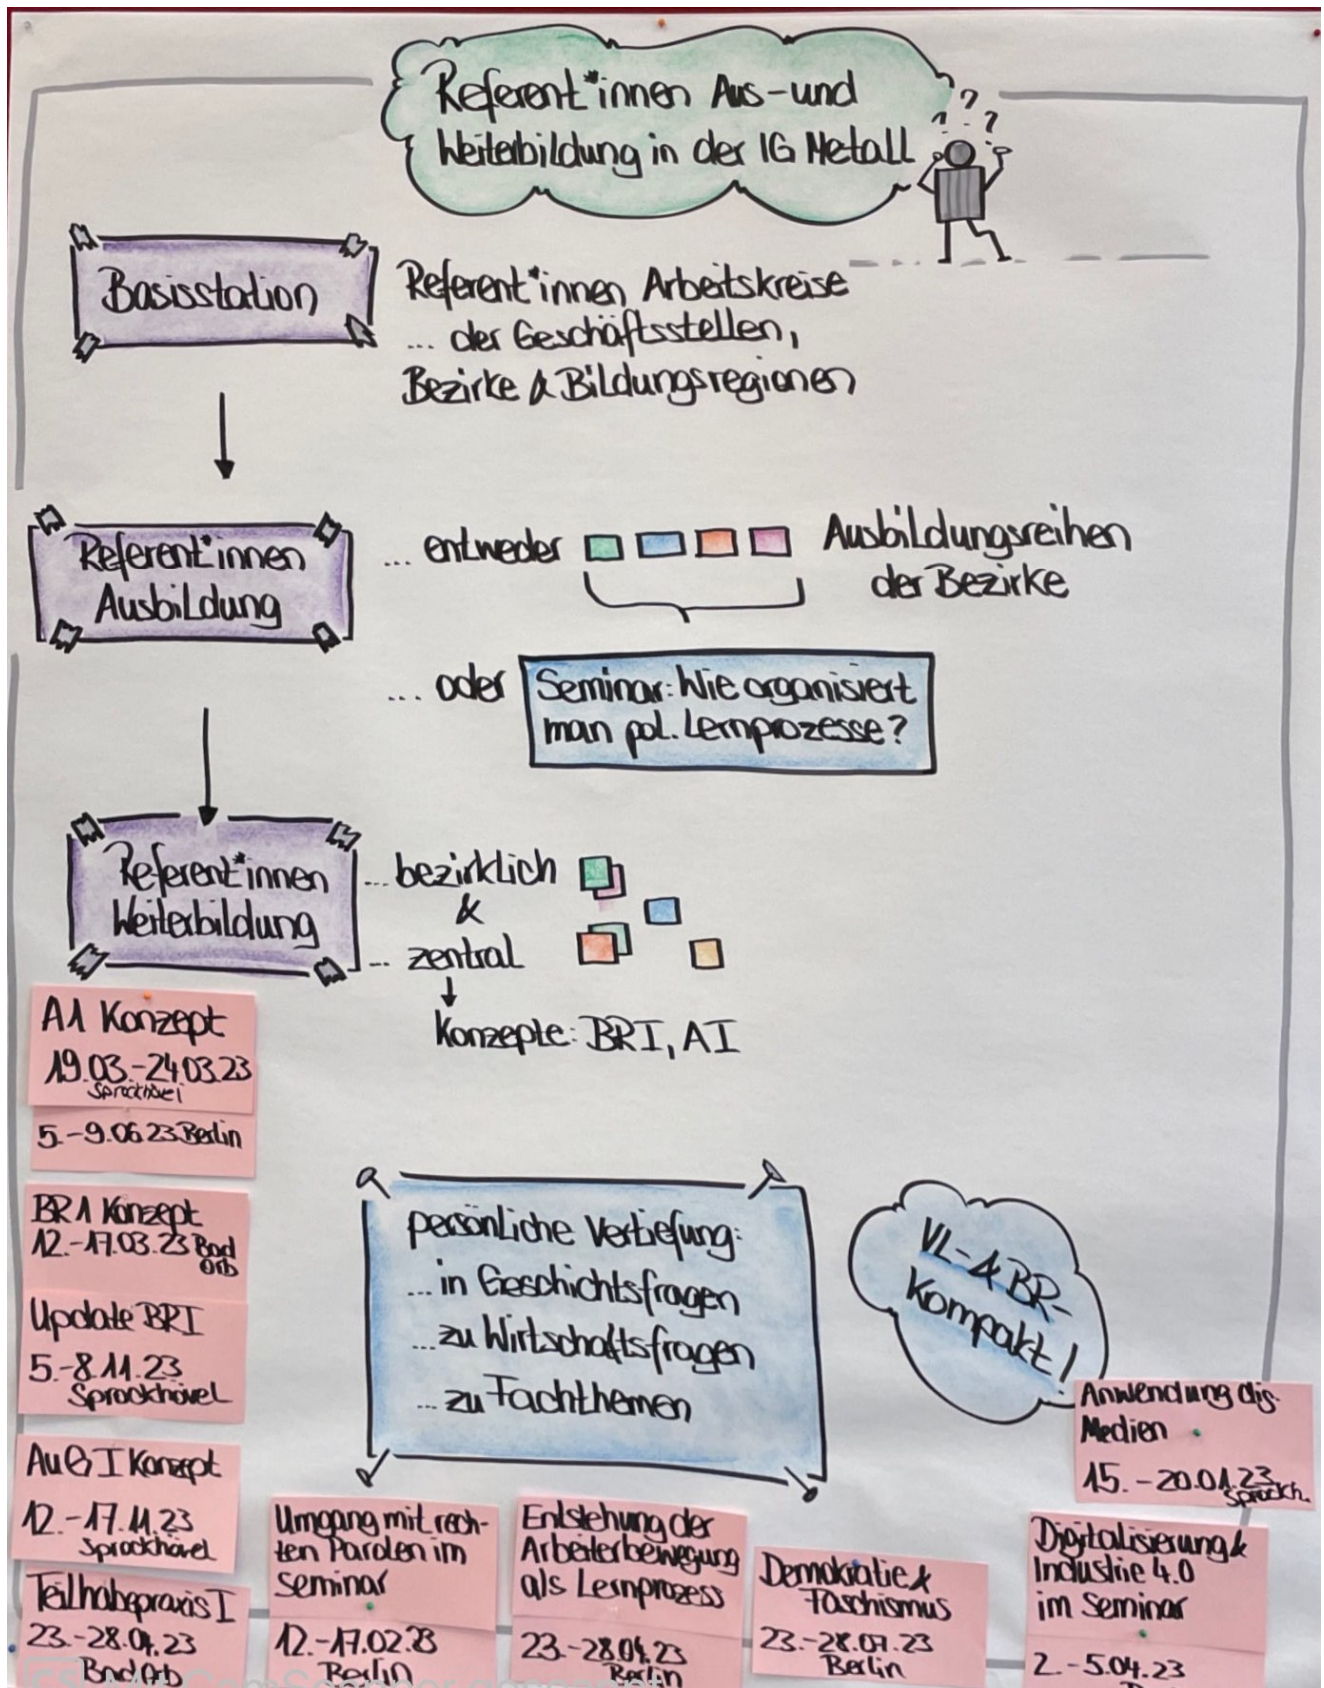 Referent*innen Aus- und
Weiterbildung in der IG Metall
? ? ?
Basisstation
Referent*innen Arbeitskreise
... der Geschäftsstellen,
Bezirke & Bildungsregionen
Referent*innen
Ausbildung
... entweder
Ausbildungsreihen
der Bezirke
... oder
Seminar: Wie organisiert
man pol. Lernprozesse?
Referent*innen
Weiterbildung
... bezirklich
&
... zentral
Konzepte: BRI, AI
A1 Konzept
19.03.-24.03.23
Sprockhövel
5.-9.06.23 Berlin
BR1 Konzept
12.-17.03.23 Bad
Orb
Update BRI
5.-8.11.23
Sprockhövel
AuG I Konzept
12.-17.11.23
Sprockhövel
Teilhabepraxis I
23.-28.04.23
Bad Orb
persönliche Vertiefung:
... in Geschichtsfragen
... zu Wirtschaftsfragen
... zu Fachthemen
VL- & BR-
Kompakt!
Umgang mit rech-
ten Parolen im
Seminar
12.-17.02.23
Berlin
Entstehung der
Arbeiterbewegung
als Lernprozess
23.-28.04.23
Berlin
Demokratie &
Faschismus
23.-28.07.23
Berlin
Anwendung dig.
Medien
15.-20.01.23
Sprockh.
Digitalisierung &
Industrie 4.0
im Seminar
2.-5.04.23